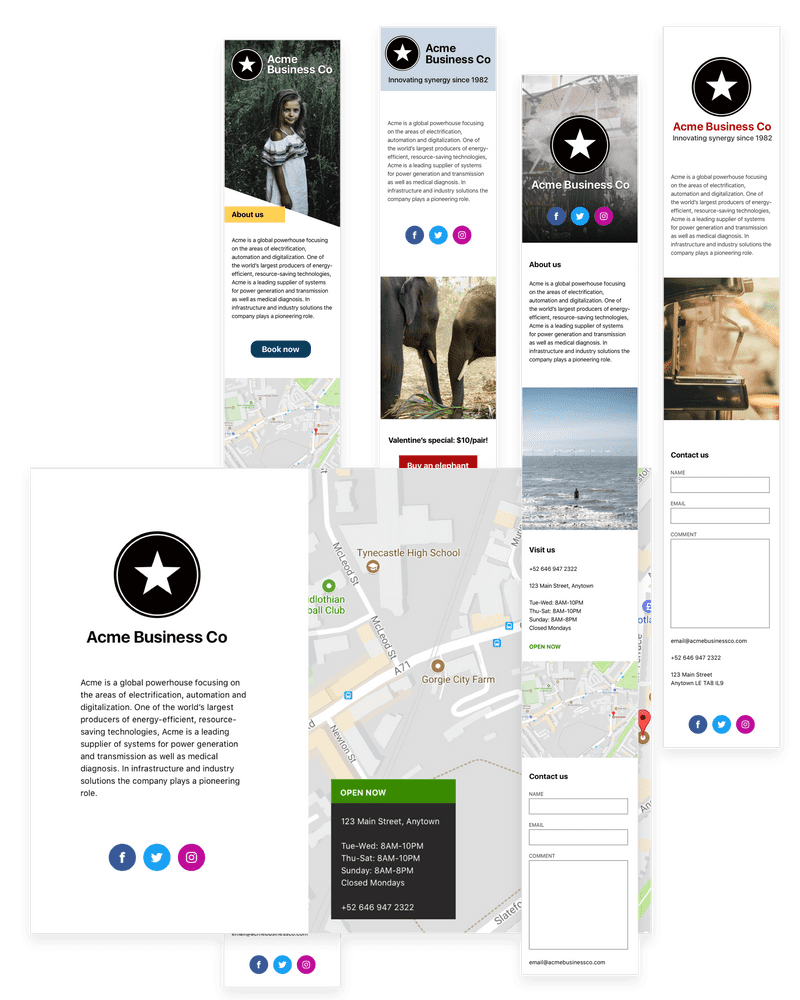 Acme
Business Co
About us
Acme is a global powerhouse focusing
on the areas of electrification,
automation and digitalization. One of
the world's largest producers of energy-
efficient, resource-saving technologies,
Acme is a leading supplier of systems
for power generation and transmission
as well as medical diagnosis. In
infrastructure and industry solutions the
company plays a pioneering role.
Book now
Acme
Business Co
Innovating synergy since 1982
Acme is a global powerhouse focusing
on the areas of electrification,
automation and digitalization. One of
the world's largest producers of energy-
efficient, resource-saving technologies,
Acme is a leading supplier of systems
for power generation and transmission
as well as medical diagnosis. In
infrastructure and industry solutions the
company plays a pioneering role.
Valentine's special: $10/pair!
Buy an elephant
Acme Business Co
About us
Acme is a global powerhouse focusing
on the areas of electrification,
automation and digitalization. One of
the world's largest producers of energy-
efficient, resource-saving technologies,
Acme is a leading supplier of systems
for power generation and transmission
as well as medical diagnosis. In
infrastructure and industry solutions the
company plays a pioneering role.
Visit us
+52 646 947 2322
123 Main Street, Anytown
Tue-Wed: 8AM-10PM
Thu-Sat: 8AM-10PM
Sunday: 8AM-8PM
Closed Mondays
OPEN NOW
Contact us
NAME
EMAIL
COMMENT
email@acmebusinessco.com
Acme Business Co
Innovating synergy since 1982
Acme is a global powerhouse focusing
on the areas of electrification,
automation and digitalization. One of
the world's largest producers of energy-
efficient, resource-saving technologies,
Acme is a leading supplier of systems
for power generation and transmission
as well as medical diagnosis. In
infrastructure and industry solutions the
company plays a pioneering role.
Contact us
NAME
EMAIL
COMMENT
email@acmebusinessco.com
+52 646 947 2322
123 Main Street
Anytown LE TA8 IL9
Acme Business Co
Acme is a global powerhouse focusing on
the areas of electrification, automation and
digitalization. One of the world's largest
producers of energy-efficient, resource-
saving technologies, Acme is a leading
supplier of systems for power generation
and transmission as well as medical
diagnosis. In infrastructure and industry
solutions the company plays a pioneering
role.
Tynecastle High School
McLeod St
dlothian
ball Club
McLeod St
A71
Gorgie City Farm
Newton St
Slatefo
OPEN NOW
123 Main Street, Anytown
Tue-Wed: 8AM-10PM
Thu-Sat: 8AM-10PM
Sunday: 8AM-8PM
Closed Mondays
+52 646 947 2322